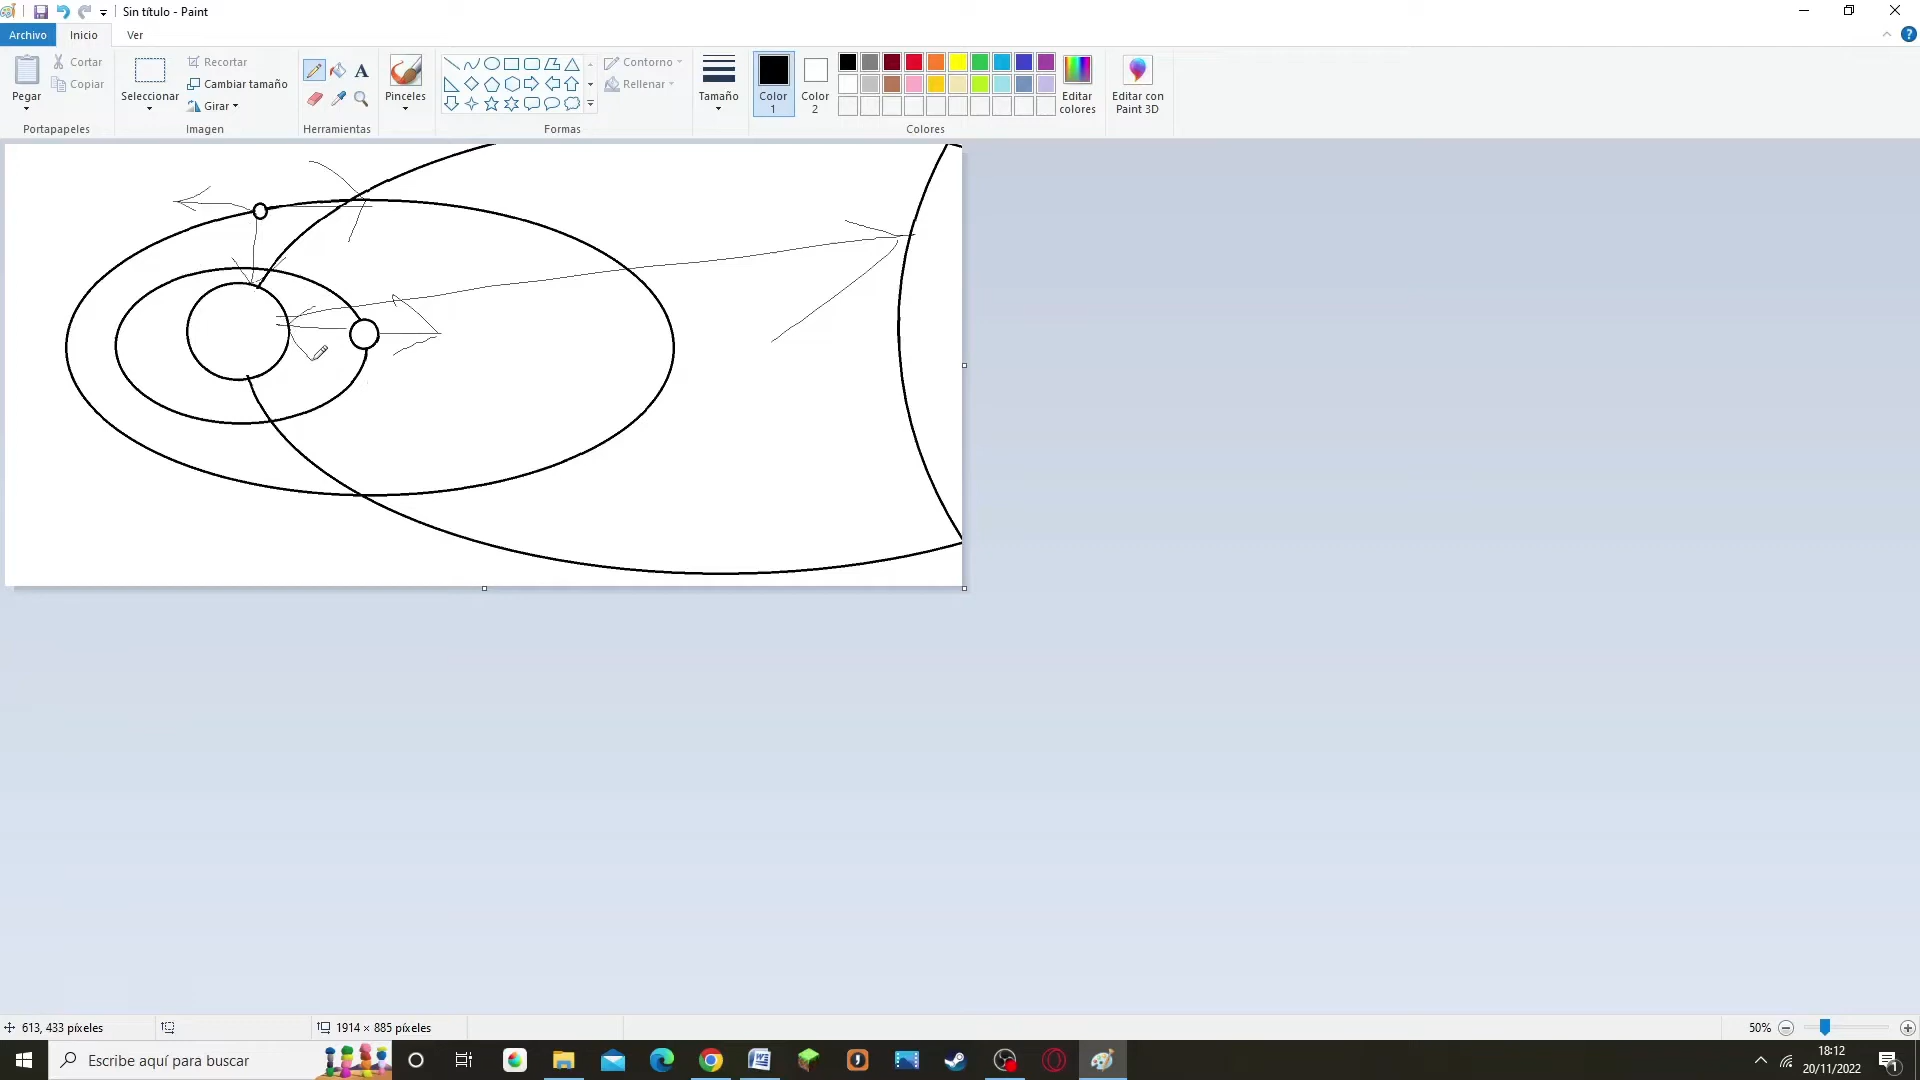 Sin título - Paint
Archivo Inicio Ver
Pegar
Cortar
Copiar
Portapapeles
Seleccionar
Recortar
Cambiar tamaño
Girar
Imagen
A
Herramientas
Pinceles
Contorno
Rellenar
Formas
Tamaño
Color 1
Color 2
Editar colores
Colores
Editar con Paint 3D
613, 433 píxeles
1914 × 885 píxeles
50%
Escribe aquí para buscar
18:12
20/11/2022
1